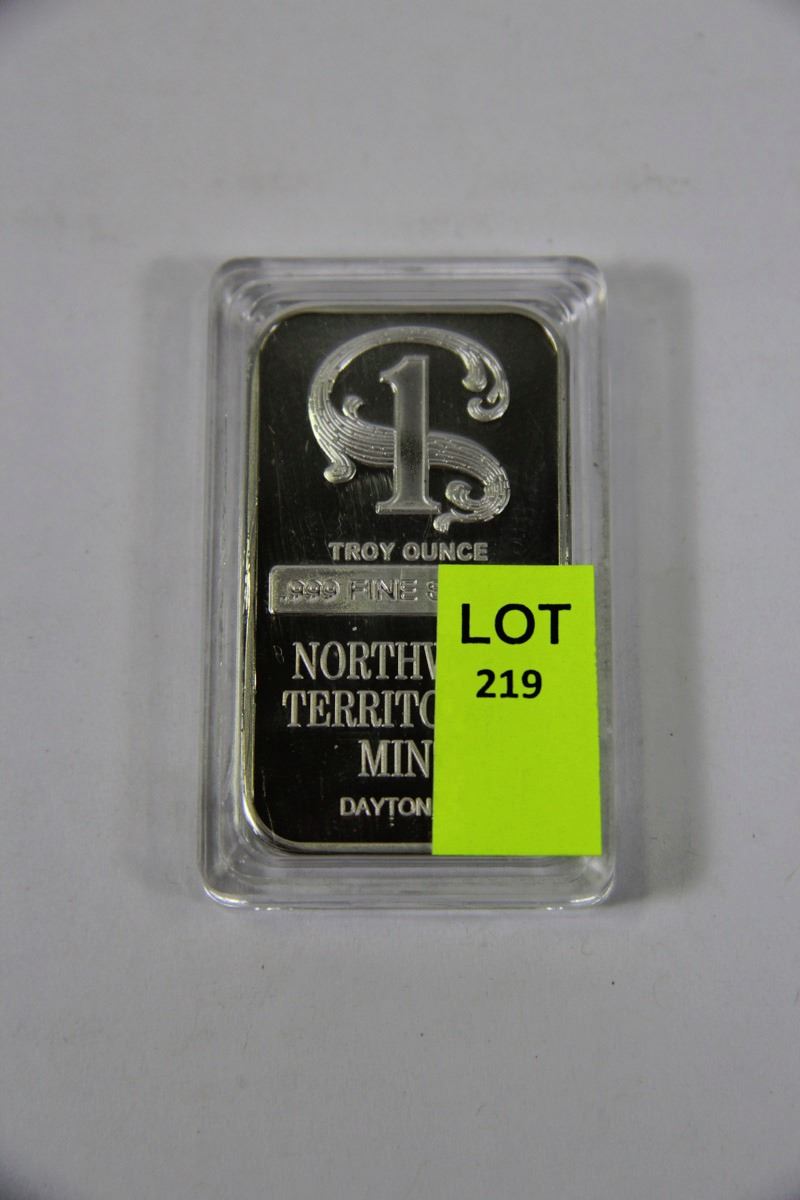 1
TROY OUNCE
.999 FINE S
NORTHW
TERRITO
MIN
DAYTON,
LOT
219